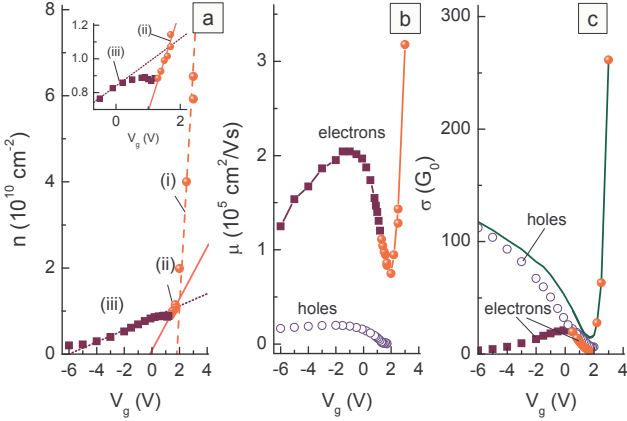 a
b
c
n (10^10 cm^-2)
8
6
4
2
0
-6 -4 -2 0 2 4
V_g (V)
(i)
(ii)
(iii)
1.2
1.0
0.8
0 2
V_g (V)
(ii)
(iii)
μ (10^5 cm^2/Vs)
3
2
1
0
-6 -4 -2 0 2 4
V_g (V)
electrons
holes
σ (G_0)
300
200
100
0
-6 -4 -2 0 2 4
V_g (V)
holes
electrons